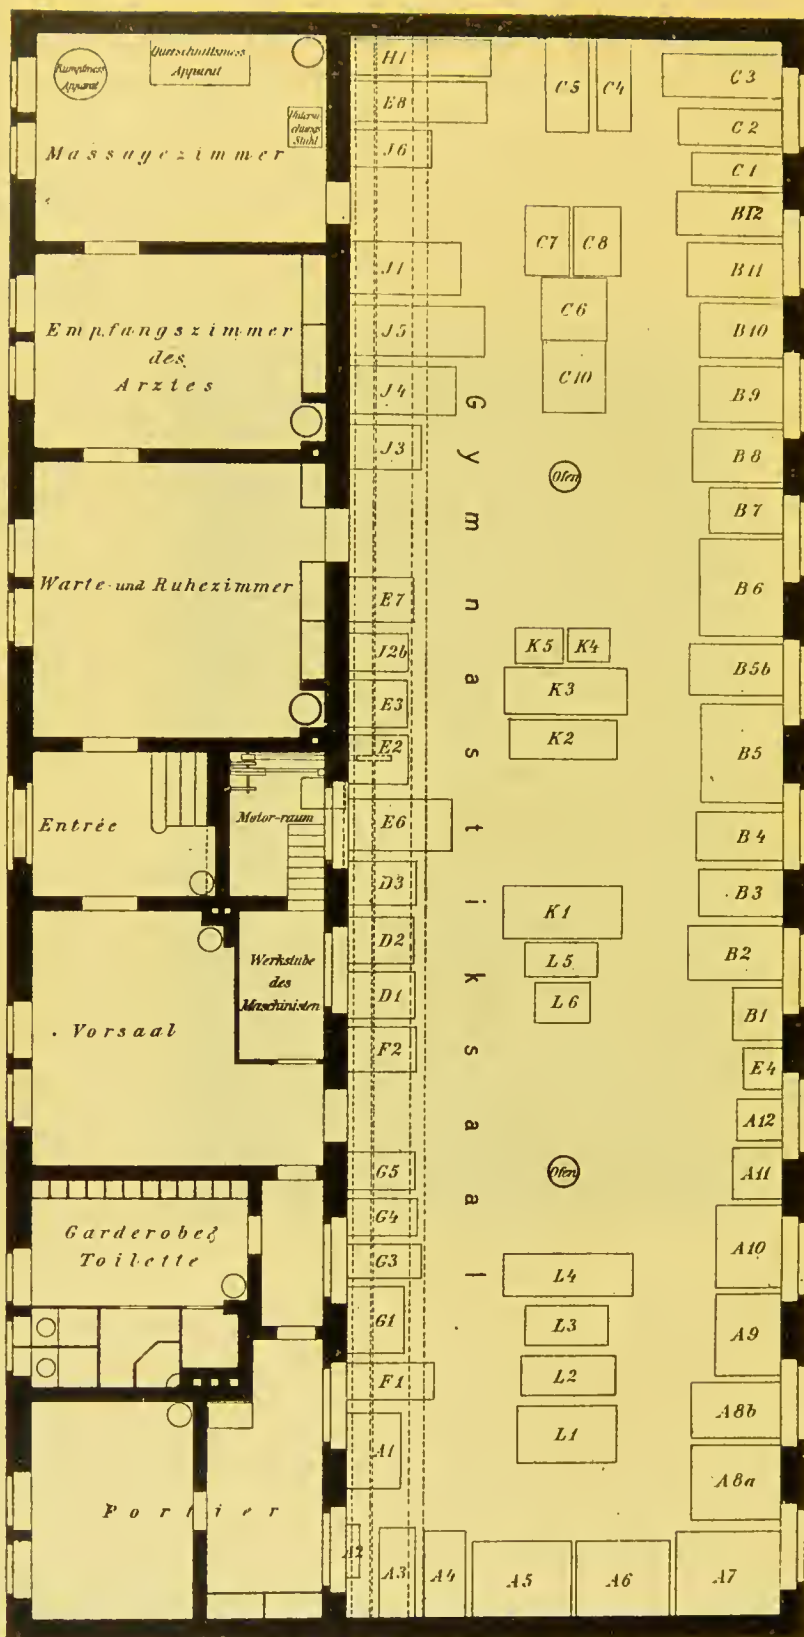 Rumpfmess
Apparat
Querschnittsmess
Apparat
Untersu-
chungs
Stuhl
Massagezimmer
Empfangszimmer
des
Arztes
Warte- und Ruhezimmer
Entrée
Motor-raum
Werkstube
des
Maschinisten
Vorsaal
Garderobe &
Toilette
Portier
H1
E8
J6
J1
J5
J4
J3
E7
J2b
E3
E2
E6
D3
D2
D1
F2
G5
G4
G3
G1
F1
A1
A2
A3
A4
A5
A6
A7
Gymnastiksaal
C5
C4
C7
C8
C6
C10
Ofen
K5
K4
K3
K2
K1
L5
L6
Ofen
L4
L3
L2
L1
C3
C2
C1
B12
B11
B10
B9
B8
B7
B6
B5b
B5
B4
B3
B2
B1
E4
A12
A11
A10
A9
A8b
A8a